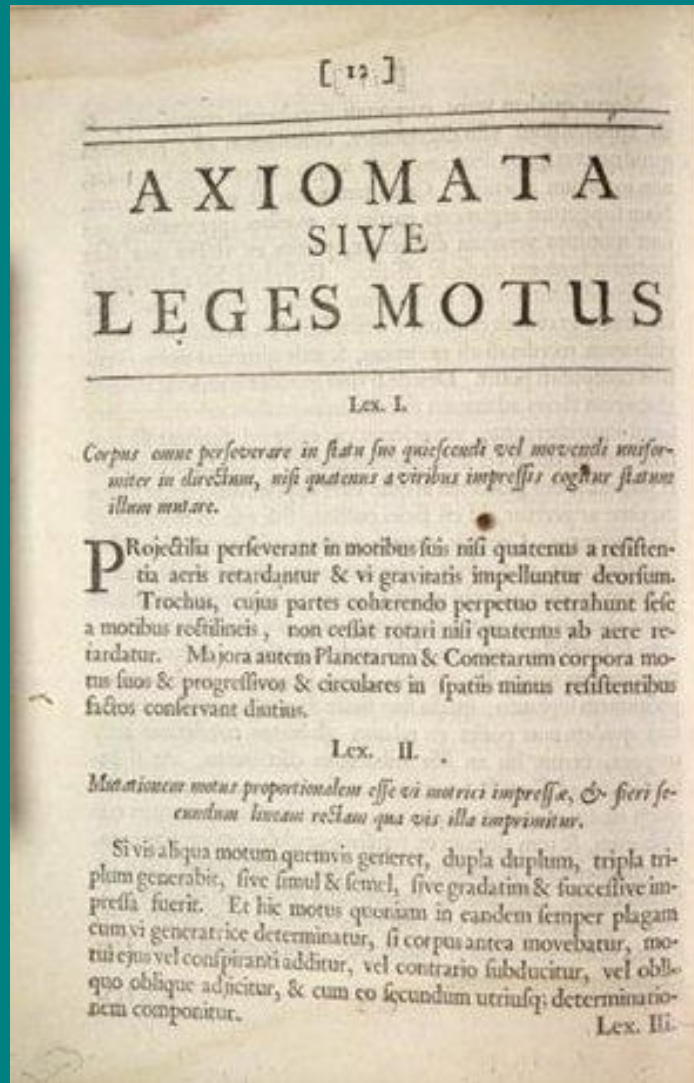 [ 12 ]
AXIOMATA
SIVE
LEGES MOTUS
Lex. I.
Corpus omne perseverare in statu suo quiescendi vel movendi unifor-
miter in directum, nisi quatenus a viribus impressis cogitur statum
illum mutare.
PRojectilia perseverant in motibus suis nisi quatenus a resisten-
tia aeris retardantur & vi gravitatis impelluntur deorsum.
Trochus, cujus partes cohærendo perpetuo retrahunt sese
a motibus rectilineis, non cessat rotari nisi quatenus ab aere re-
tardatur. Majora autem Planetarum & Cometarum corpora mo-
tus suos & progressivos & circulares in spatiis minus resistentibus
factos conservant diutius.
Lex. II.
Mutationem motus proportionalem esse vi motrici impressæ, & fieri se-
cundum lineam rectam qua vis illa imprimitur.
Si vis aliqua motum quemvis generet, dupla duplum, tripla tri-
plum generabit, sive simul & semel, sive gradatim & successive im-
pressa fuerit. Et hic motus quoniam in eandem semper plagam
cum vi generatrice determinatur, si corpus antea movebatur, mo-
tui ejus vel conspiranti additur, vel contrario subducitur, vel obli-
quo oblique adjicitur, & cum eo secundum utriusq; determinatio-
nem componitur.
Lex. III.